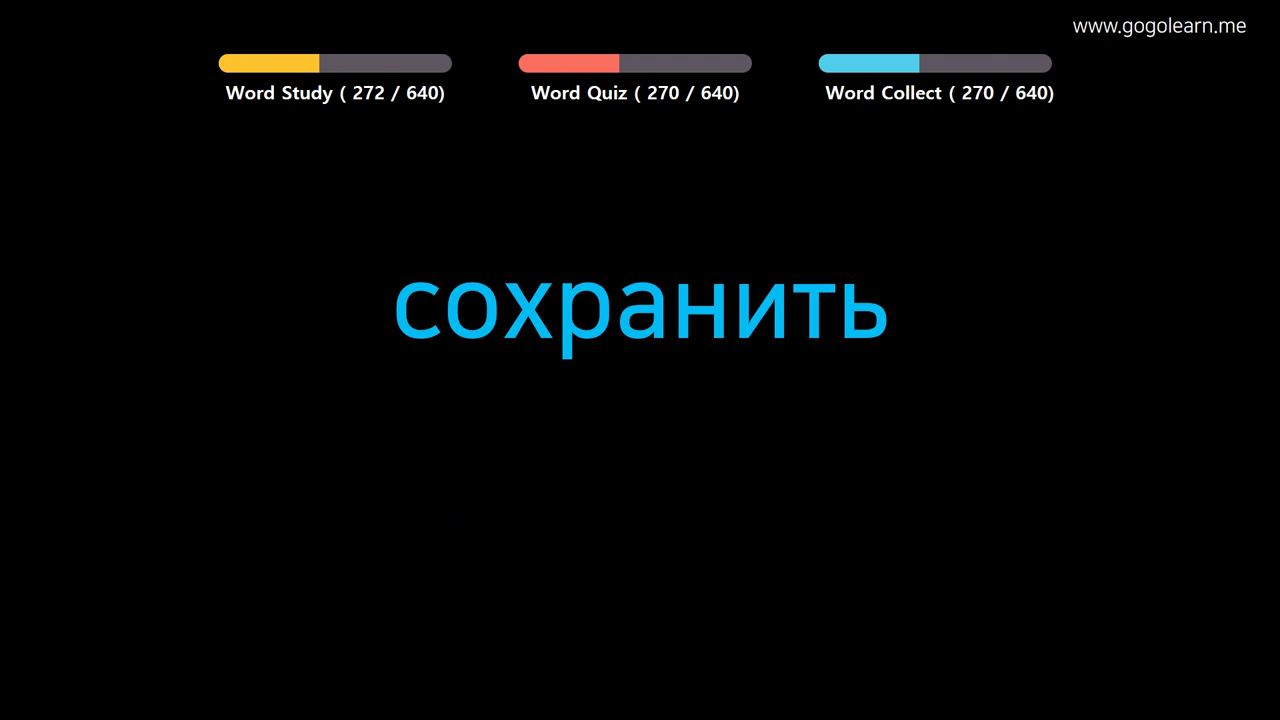 www.gogolearn.me
Word Study ( 272 / 640)
Word Quiz ( 270 / 640)
Word Collect ( 270 / 640)
сохранить